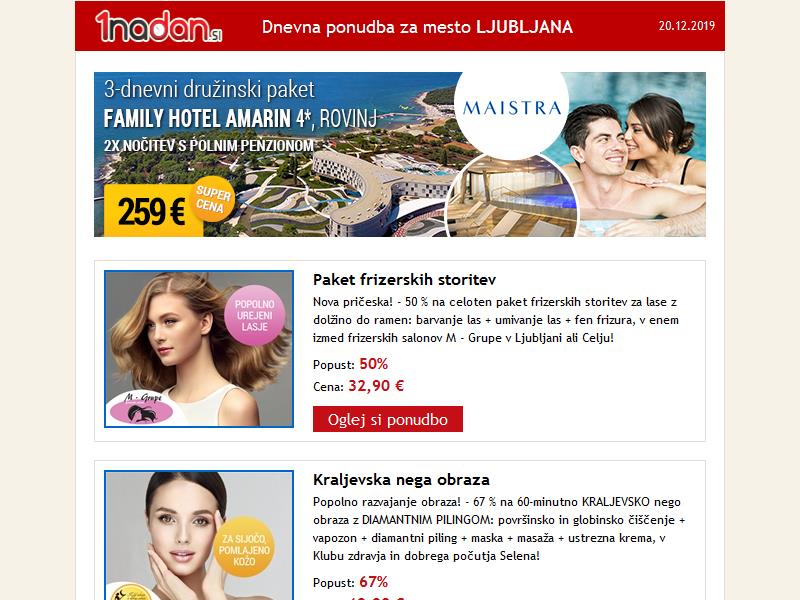 1nadan.si
Dnevna ponudba za mesto LJUBLJANA
20.12.2019
3-dnevni družinski paket
FAMILY HOTEL AMARIN 4*, ROVINJ
2X NOČITEV S POLNIM PENZIONOM
259 €
SUPER
CENA
MAISTRA
POPOLNO
UREJENI
LASJE
M - Grupe
Paket frizerskih storitev
Nova pričeska! - 50 % na celoten paket frizerskih storitev za lase z
dolžino do ramen: barvanje las + umivanje las + fen frizura, v enem
izmed frizerskih salonov M - Grupe v Ljubljani ali Celju!
Popust: 50%
Cena: 32,90 €
Oglej si ponudbo
ZA SIJOČO,
POMLAJENO
KOŽO
Kraljevska nega obraza
Popolno razvajanje obraza! - 67 % na 60-minutno KRALJEVSKO nego
obraza z DIAMANTNIM PILINGOM: površinsko in globinsko čiščenje +
vapozon + diamantni piling + maska + masaža + ustrezna krema, v
Klubu zdravja in dobrega počutja Selena!
Popust: 67%